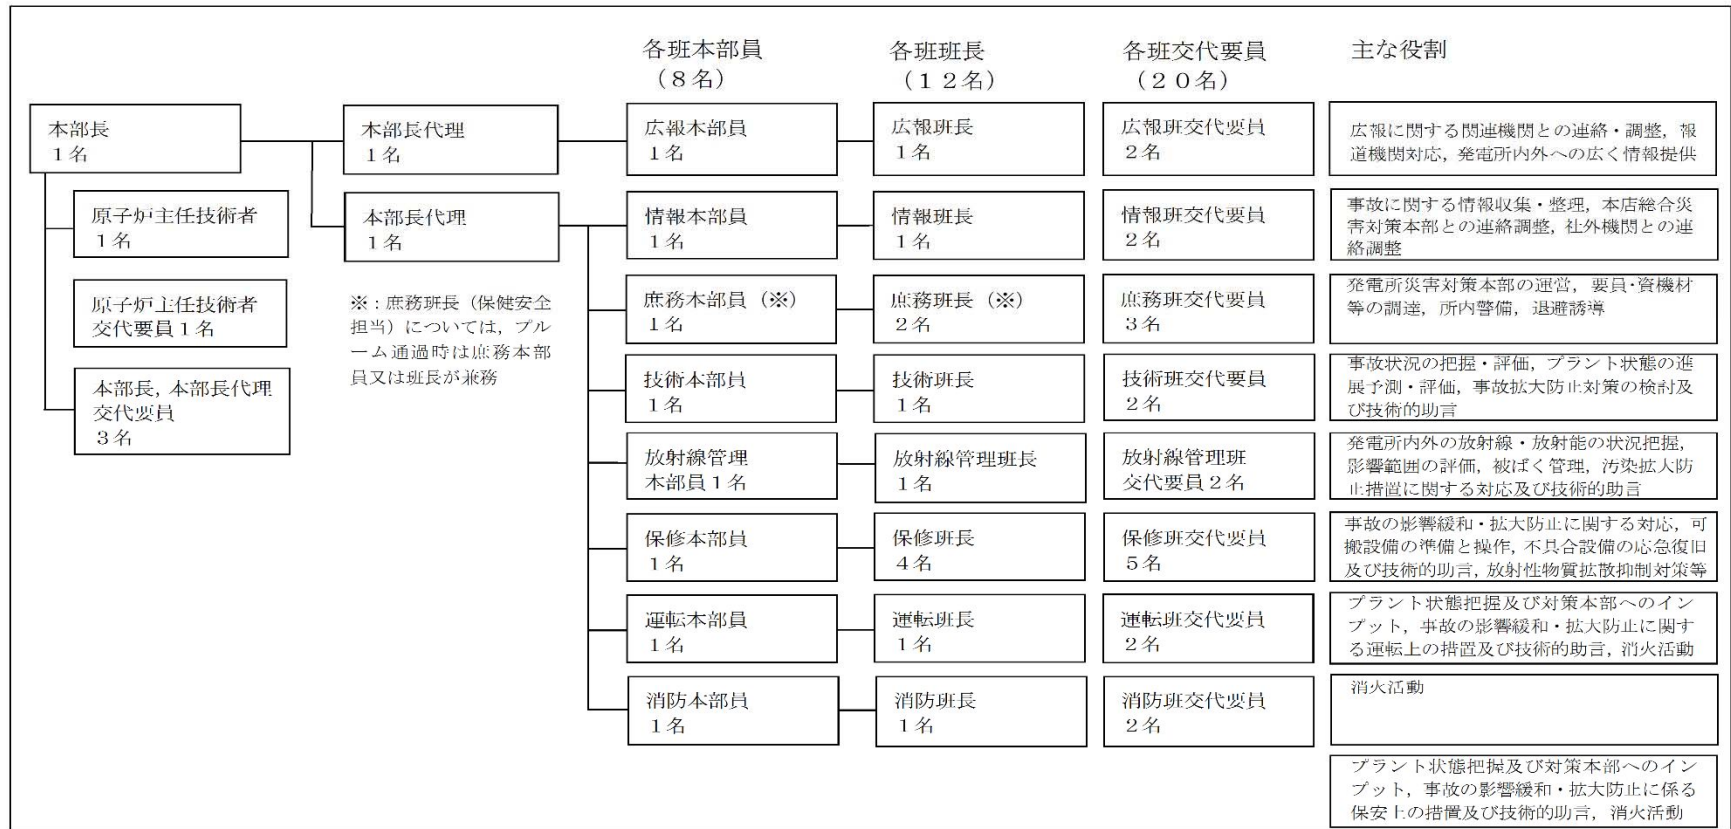 各班本部員
（８名）
各班班長
（１２名）
各班交代要員
（２０名）
主な役割
本部長
１名
本部長代理
１名
広報本部員
１名
広報班長
１名
広報班交代要員
２名
広報に関する関連機関との連絡・調整，報
道機関対応，発電所内外への広く情報提供
原子炉主任技術者
１名
本部長代理
１名
情報本部員
１名
情報班長
１名
情報班交代要員
２名
事故に関する情報収集・整理，本店総合災
害対策本部との連絡調整，社外機関との連
絡調整
原子炉主任技術者
交代要員１名
※：庶務班長（保健安全
担当）については，プル
ーム通過時は庶務本部
員又は班長が兼務
庶務本部員（※）
１名
庶務班長（※）
２名
庶務班交代要員
３名
発電所災害対策本部の運営，要員・資機材
等の調達，所内警備，退避誘導
本部長，本部長代理
交代要員
３名
技術本部員
１名
技術班長
１名
技術班交代要員
２名
事故状況の把握・評価，プラント状態の進
展予測・評価，事故拡大防止対策の検討及
び技術的助言
放射線管理
本部員１名
放射線管理班長
１名
放射線管理班
交代要員２名
発電所内外の放射線・放射能の状況把握，
影響範囲の評価，被ばく管理，汚染拡大防
止措置に関する対応及び技術的助言
保修本部員
１名
保修班長
４名
保修班交代要員
５名
事故の影響緩和・拡大防止に関する対応，可
搬設備の準備と操作，不具合設備の応急復旧
及び技術的助言，放射性物質拡散抑制対策等
運転本部員
１名
運転班長
１名
運転班交代要員
２名
プラント状態把握及び対策本部へのイン
プット，事故の影響緩和・拡大防止に関す
る運転上の措置及び技術的助言，消火活動
消防本部員
１名
消防班長
１名
消防班交代要員
２名
消火活動
プラント状態把握及び対策本部へのイン
プット，事故の影響緩和・拡大防止に係る
保安上の措置及び技術的助言，消火活動